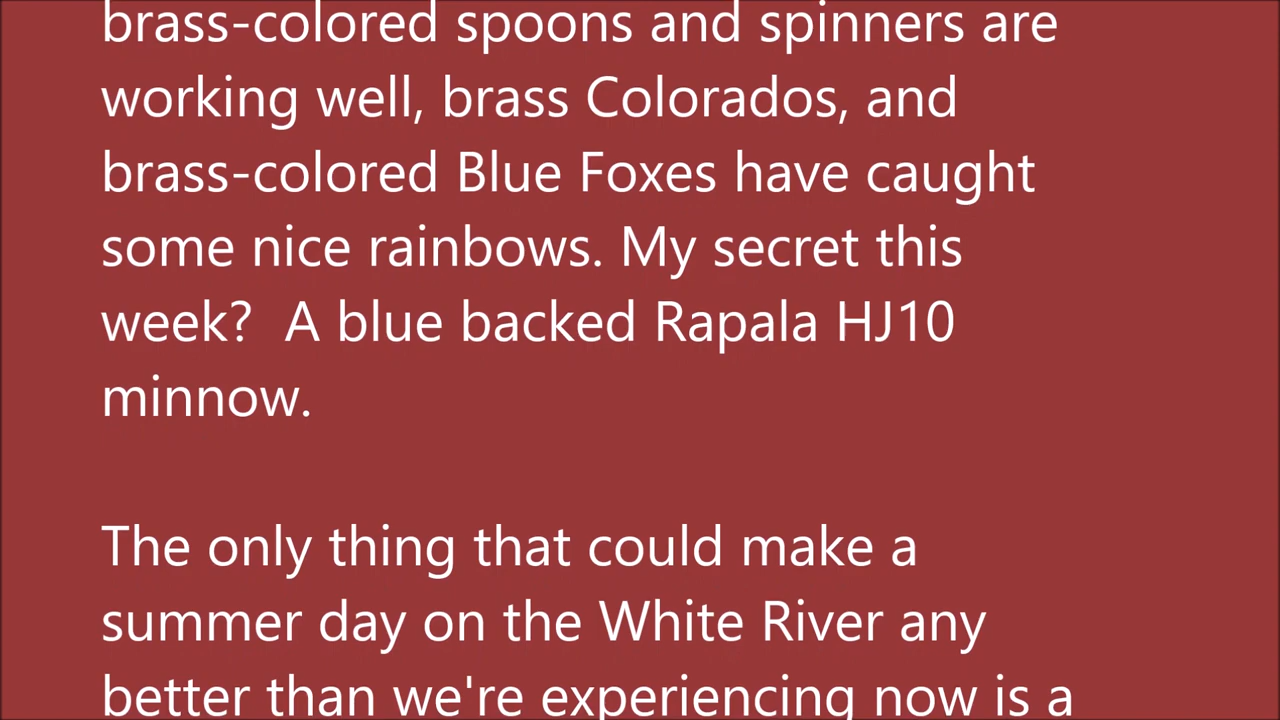 brass-colored spoons and spinners are
working well, brass Colorados, and
brass-colored Blue Foxes have caught
some nice rainbows. My secret this
week?  A blue backed Rapala HJ10
minnow.
The only thing that could make a
summer day on the White River any
better than we're experiencing now is a